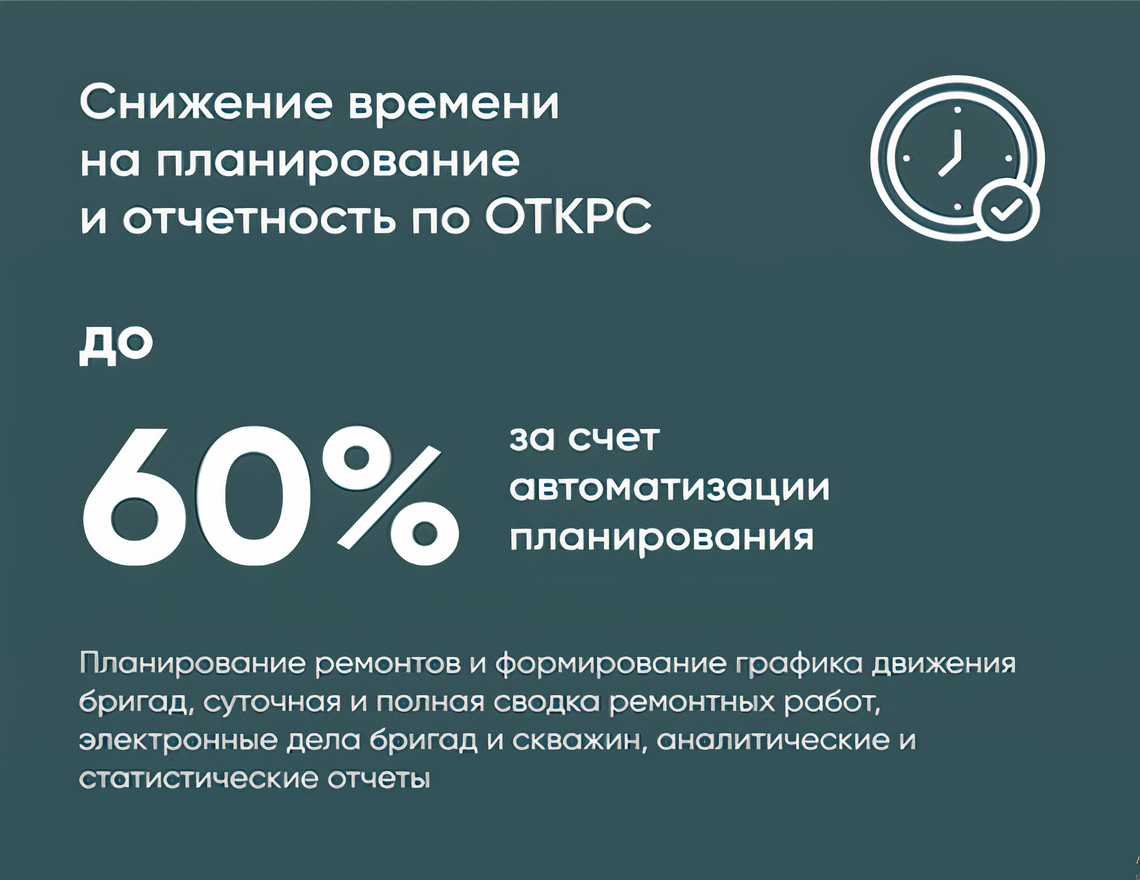 Снижение времени
на планирование
и отчетность по ОТКРС
до
60%
за счет
автоматизации
планирования
Планирование ремонтов и формирование графика движения
бригад, суточная и полная сводка ремонтных работ,
электронные дела бригад и скважин, аналитические и
статистические отчеты